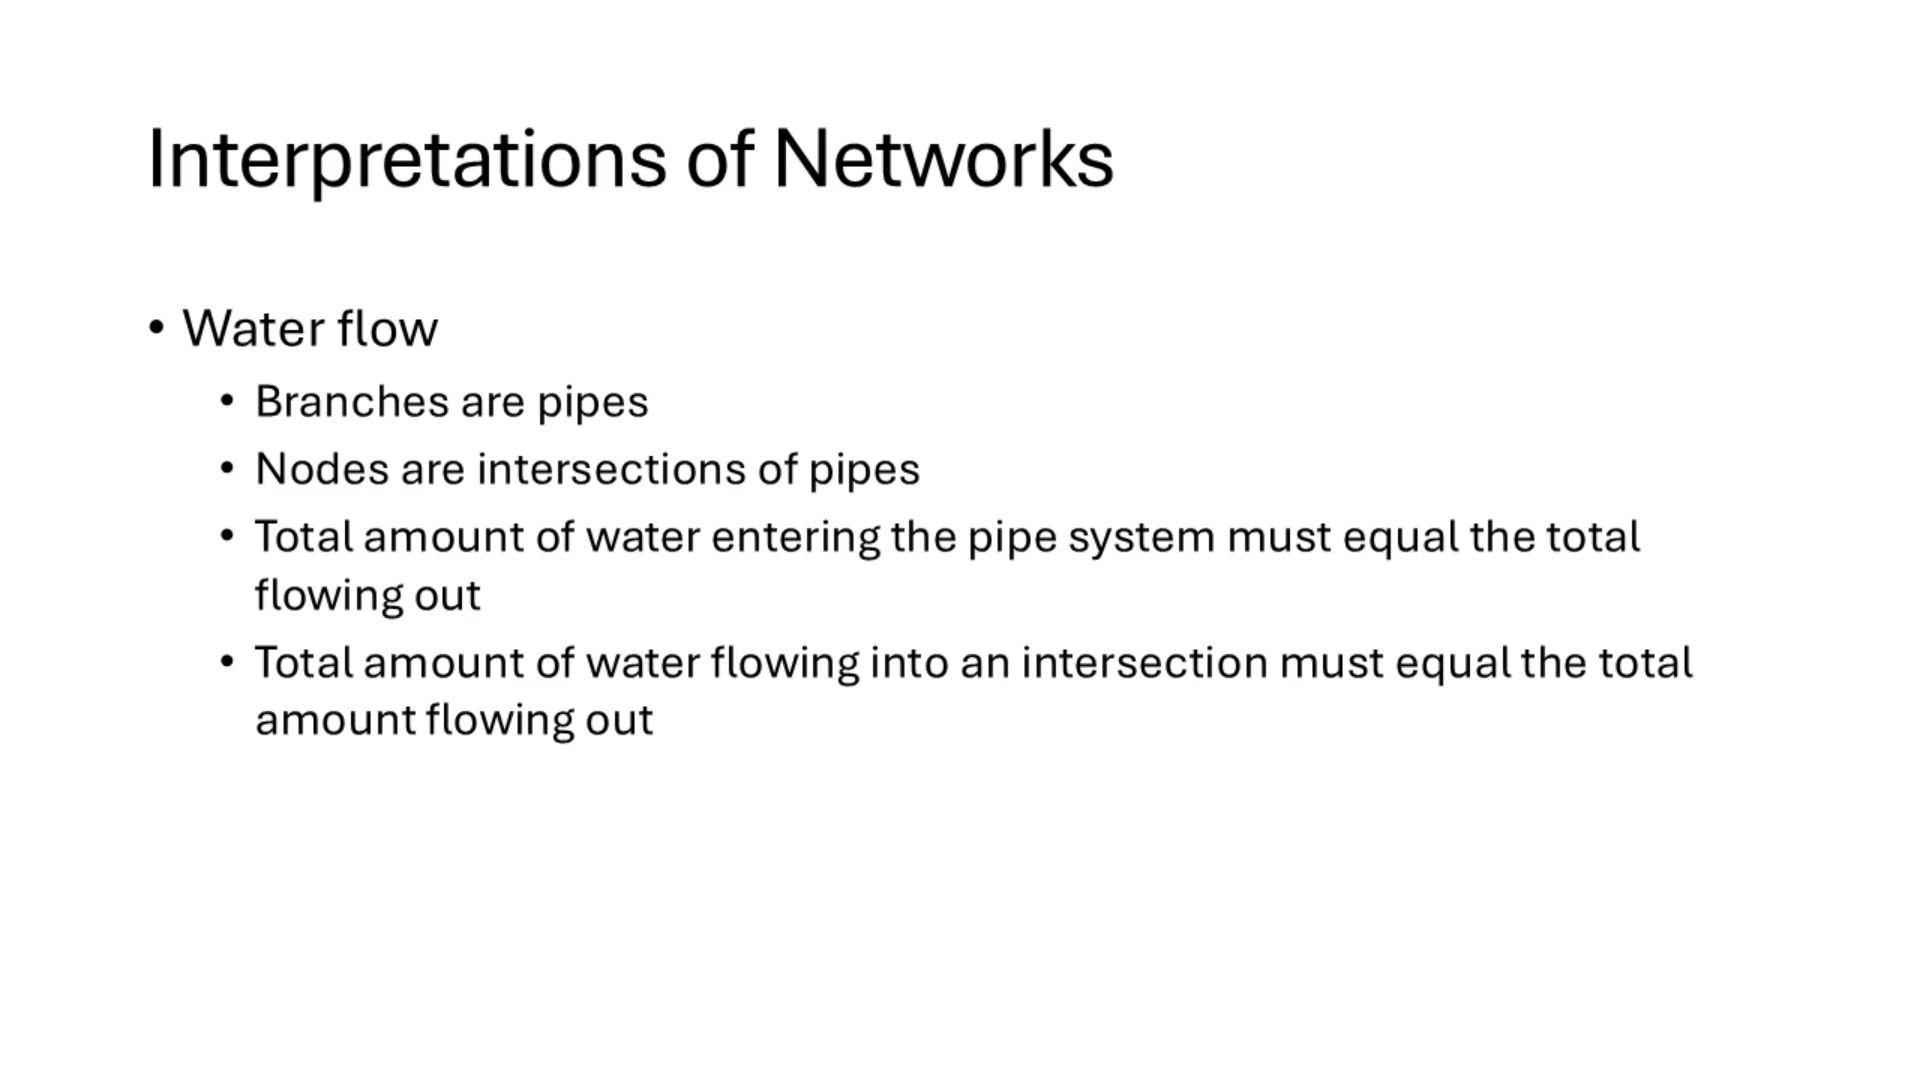 Interpretations of Networks
• Water flow
• Branches are pipes
• Nodes are intersections of pipes
• Total amount of water entering the pipe system must equal the total
flowing out
• Total amount of water flowing into an intersection must equal the total
amount flowing out